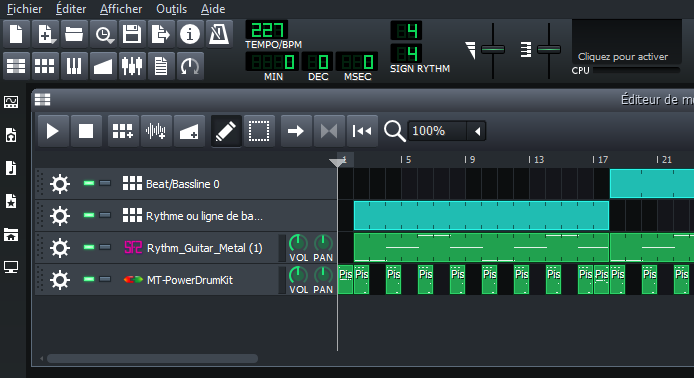 Fichier Éditer Afficher Outils Aide
227
TEMPO/BPM
0 0 0
MIN DEC MSEC
4
4
SIGN RYTHM
Cliquez pour activer
CPU
Éditeur de mo
100%
1 5 9 13 17 21
Beat/Bassline 0
Rythme ou ligne de ba...
Rythm_Guitar_Metal (1)
VOL PAN
MT-PowerDrumKit
VOL PAN
Pis Pis Pis Pis Pis Pis Pis Pis Pis Pis Pis Pis Pis